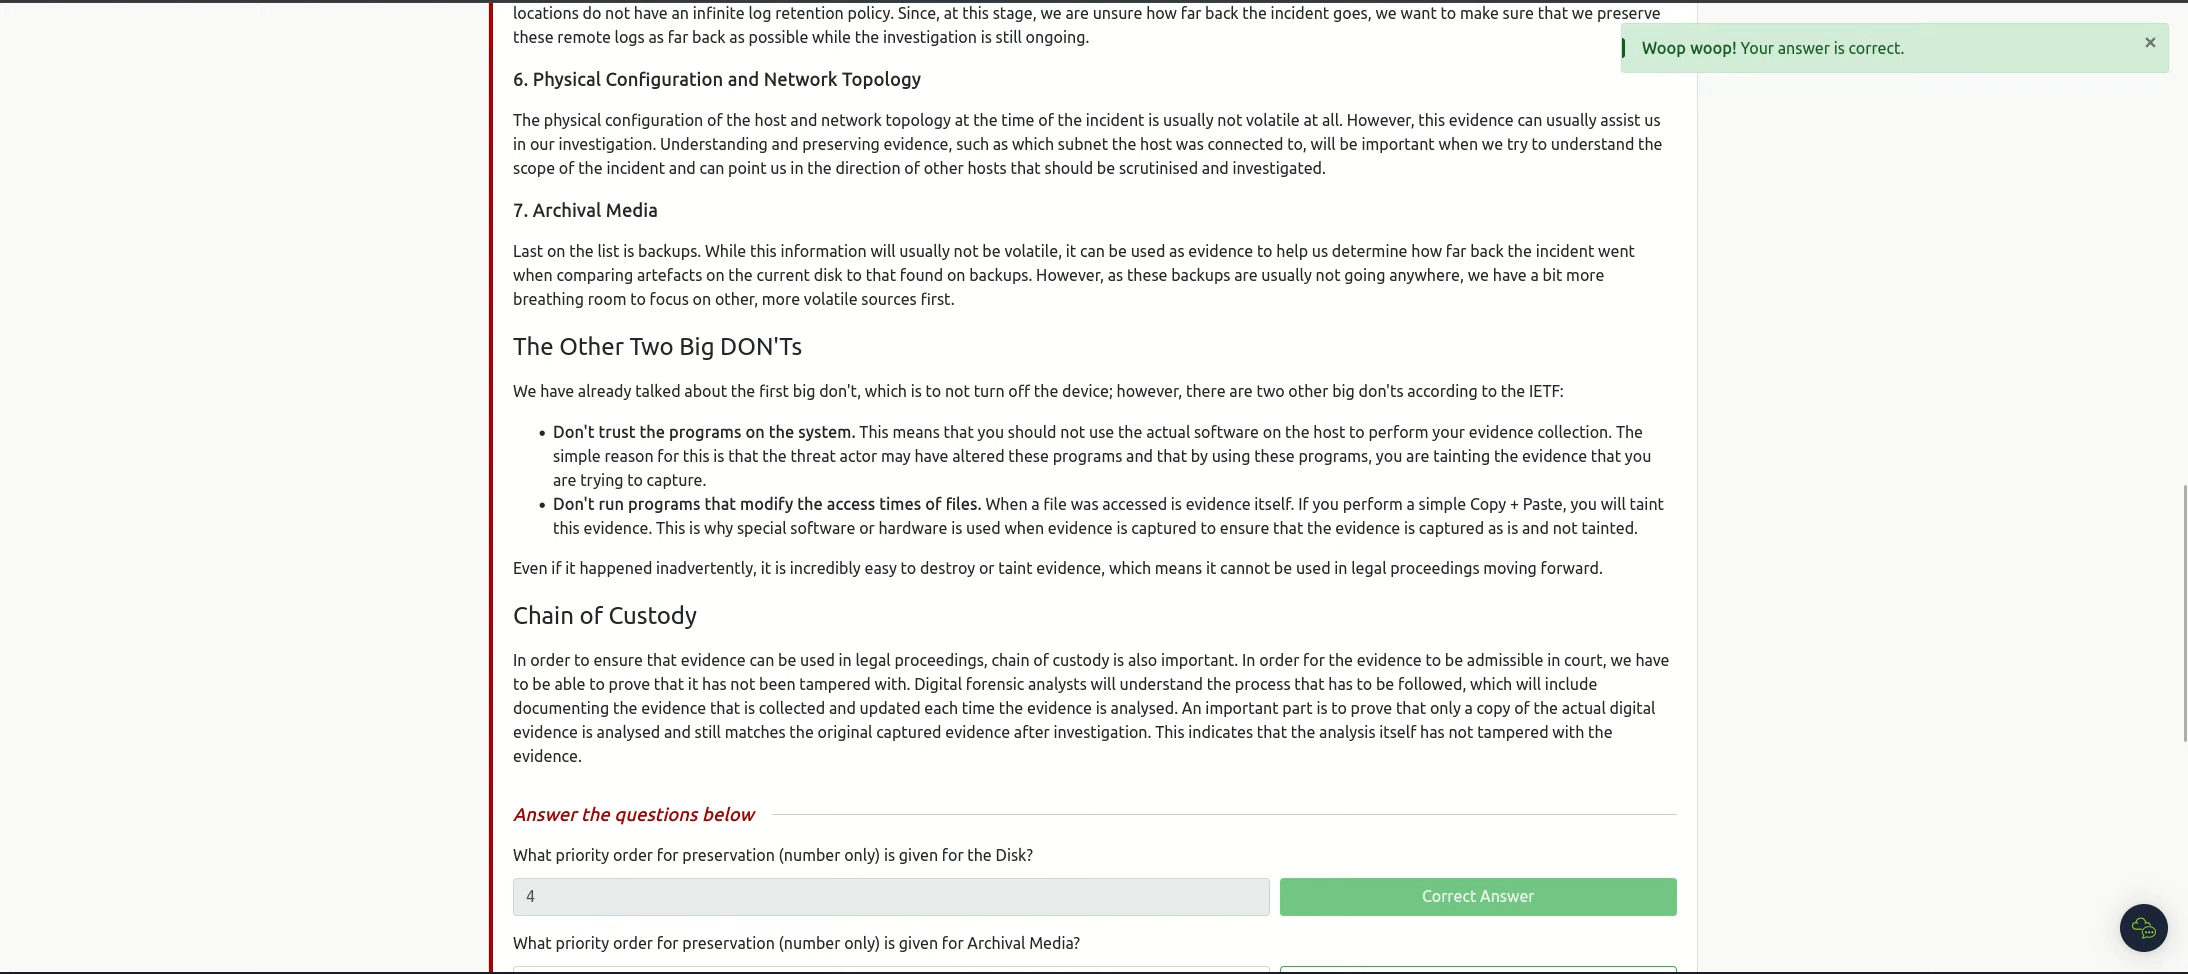 locations do not have an infinite log retention policy. Since, at this stage, we are unsure how far back the incident goes, we want to make sure that we preserve
these remote logs as far back as possible while the investigation is still ongoing.
Woop woop! Your answer is correct.
×
6. Physical Configuration and Network Topology
The physical configuration of the host and network topology at the time of the incident is usually not volatile at all. However, this evidence can usually assist us
in our investigation. Understanding and preserving evidence, such as which subnet the host was connected to, will be important when we try to understand the
scope of the incident and can point us in the direction of other hosts that should be scrutinised and investigated.
7. Archival Media
Last on the list is backups. While this information will usually not be volatile, it can be used as evidence to help us determine how far back the incident went
when comparing artefacts on the current disk to that found on backups. However, as these backups are usually not going anywhere, we have a bit more
breathing room to focus on other, more volatile sources first.
The Other Two Big DON'Ts
We have already talked about the first big don't, which is to not turn off the device; however, there are two other big don'ts according to the IETF:
• Don't trust the programs on the system. This means that you should not use the actual software on the host to perform your evidence collection. The
simple reason for this is that the threat actor may have altered these programs and that by using these programs, you are tainting the evidence that you
are trying to capture.
• Don't run programs that modify the access times of files. When a file was accessed is evidence itself. If you perform a simple Copy + Paste, you will taint
this evidence. This is why special software or hardware is used when evidence is captured to ensure that the evidence is captured as is and not tainted.
Even if it happened inadvertently, it is incredibly easy to destroy or taint evidence, which means it cannot be used in legal proceedings moving forward.
Chain of Custody
In order to ensure that evidence can be used in legal proceedings, chain of custody is also important. In order for the evidence to be admissible in court, we have
to be able to prove that it has not been tampered with. Digital forensic analysts will understand the process that has to be followed, which will include
documenting the evidence that is collected and updated each time the evidence is analysed. An important part is to prove that only a copy of the actual digital
evidence is analysed and still matches the original captured evidence after investigation. This indicates that the analysis itself has not tampered with the
evidence.
Answer the questions below
What priority order for preservation (number only) is given for the Disk?
4
Correct Answer
What priority order for preservation (number only) is given for Archival Media?